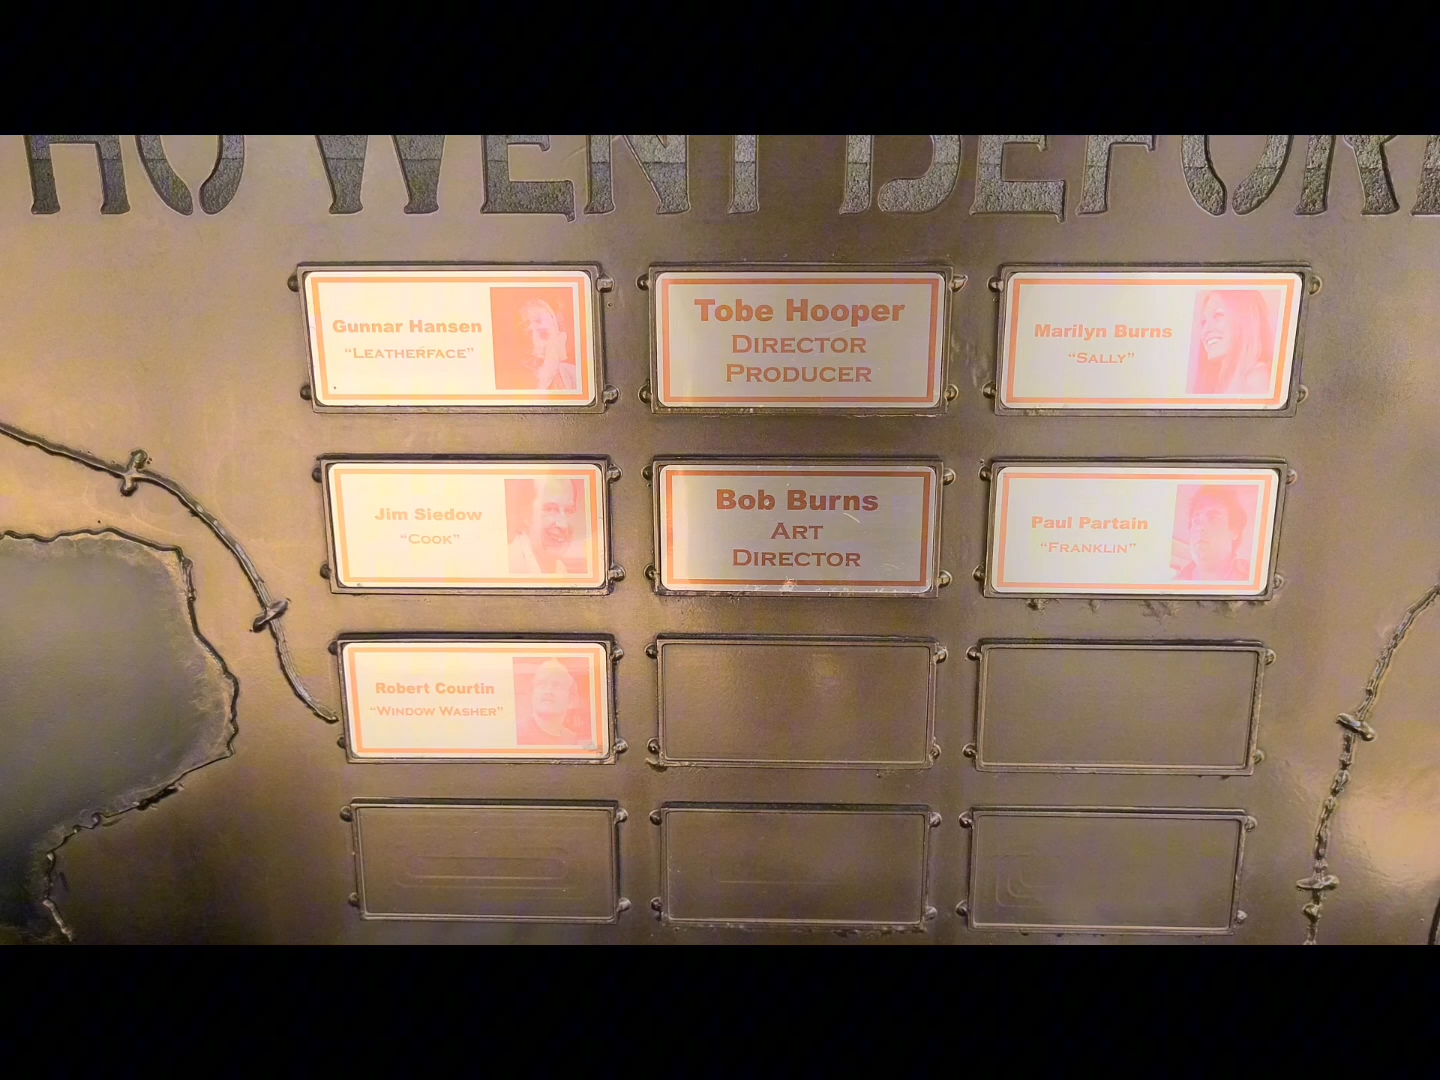 HO WENT BEFOR
Gunnar Hansen
“LEATHERFACE”
Tobe Hooper
DIRECTOR
PRODUCER
Marilyn Burns
“SALLY”
Jim Siedow
“COOK”
Bob Burns
ART
DIRECTOR
Paul Partain
“FRANKLIN”
Robert Courtin
“WINDOW WASHER”